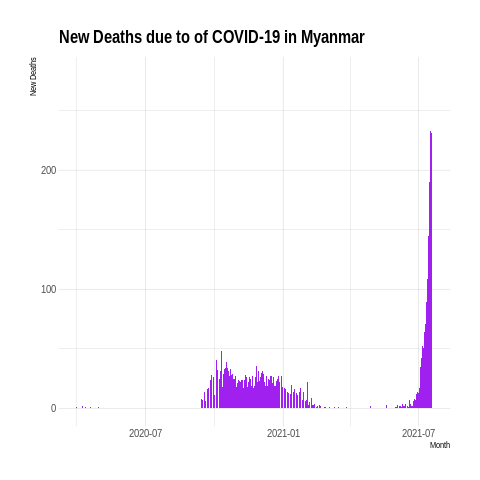 New Deaths due to of COVID-19 in Myanmar
New Deaths
200
100
0
2020-07
2021-01
2021-07
Month